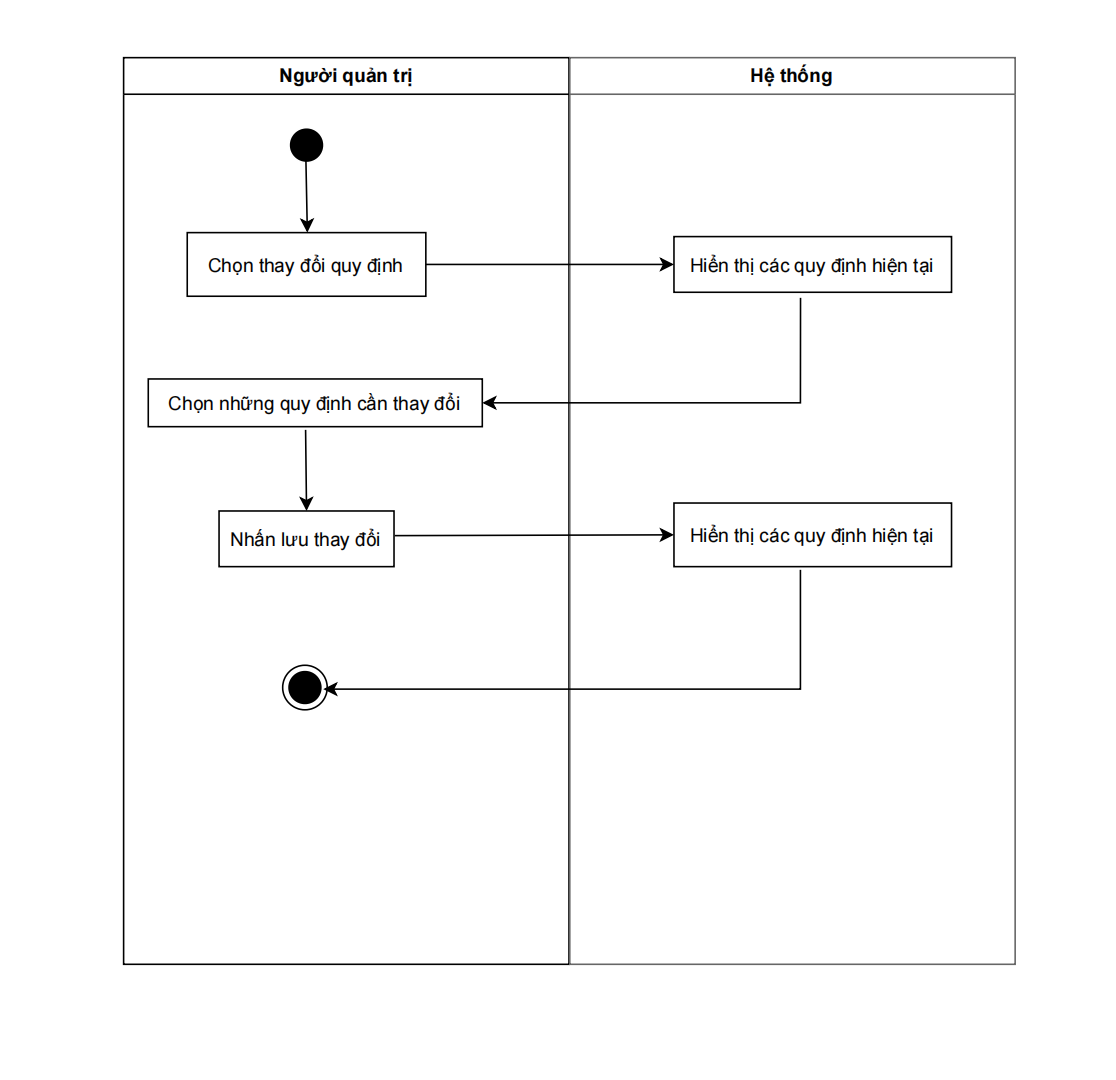 Người quản trị
Hệ thống
Chọn thay đổi quy định
Hiển thị các quy định hiện tại
Chọn những quy định cần thay đổi
Nhấn lưu thay đổi
Hiển thị các quy định hiện tại